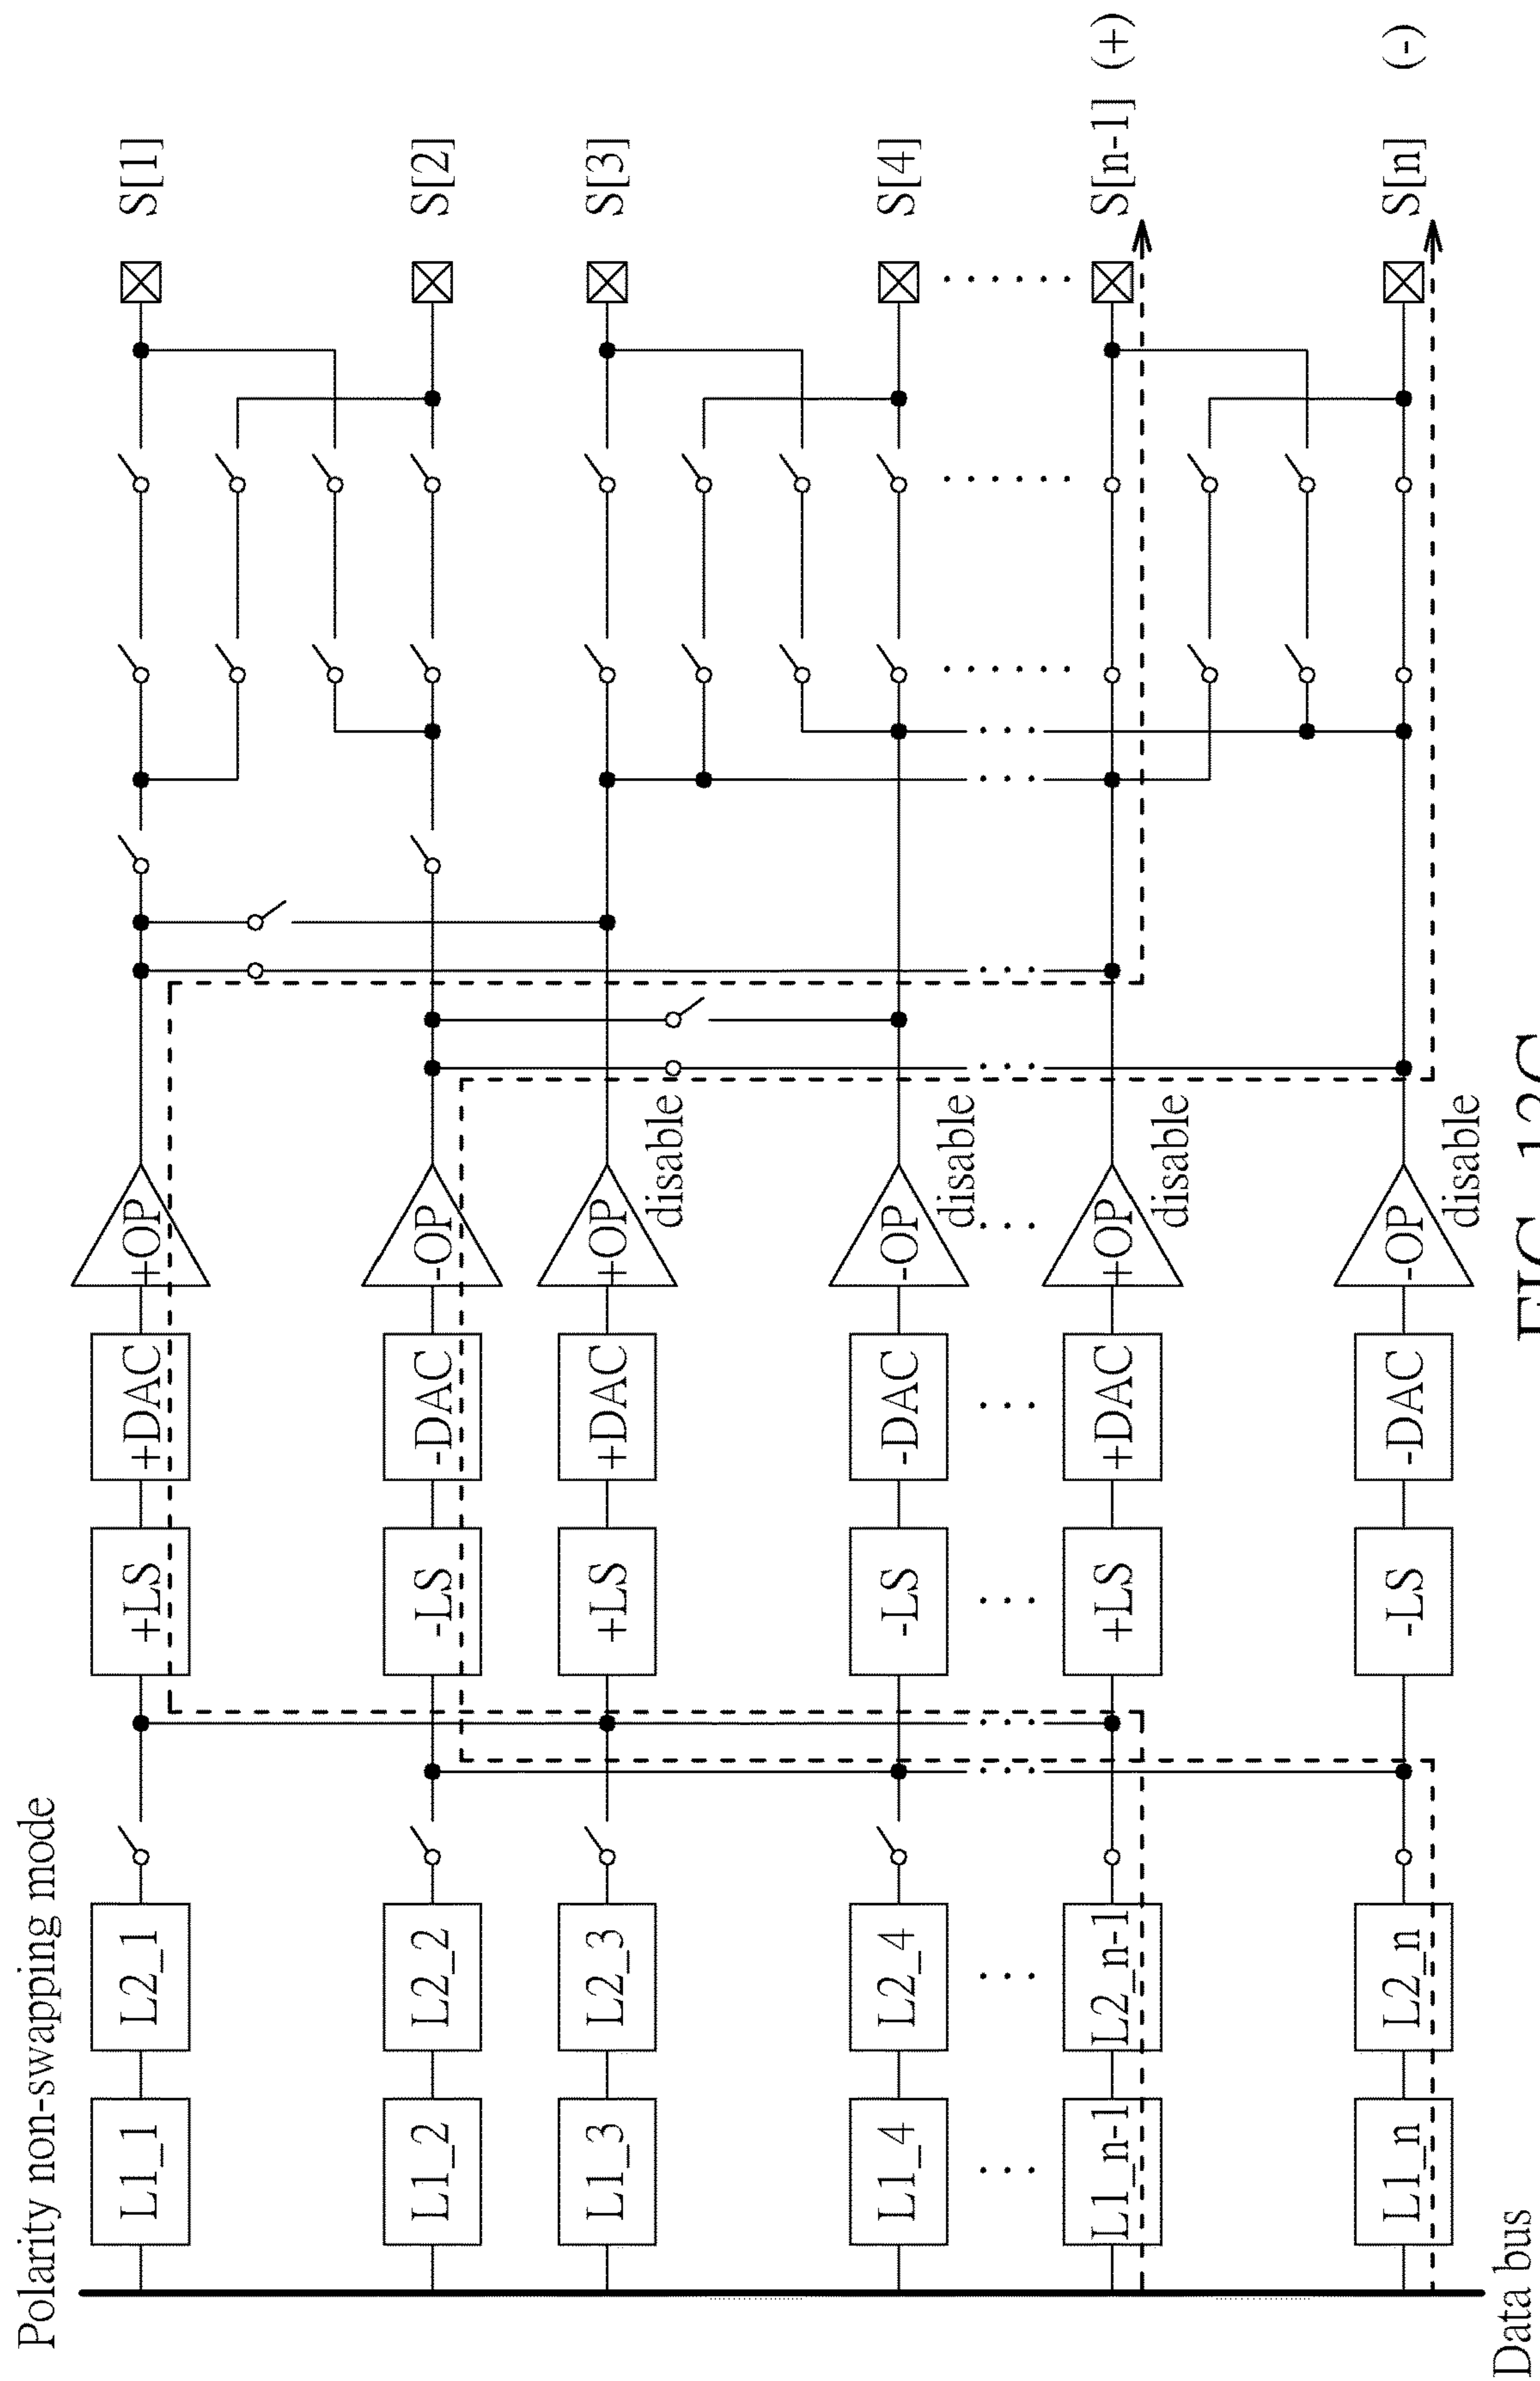 Polarity non-swapping mode
L1_1 L2_1 +LS +DAC +OP S[1]
L1_2 L2_2 -LS -DAC -OP S[2]
L1_3 L2_3 +LS +DAC +OP S[3]
disable
L1_4 L2_4 -LS -DAC -OP S[4]
disable
L1_n-1 L2_n-1 +LS +DAC +OP S[n-1] (+)
disable
L1_n L2_n -LS -DAC -OP S[n] (-)
disable
Data bus